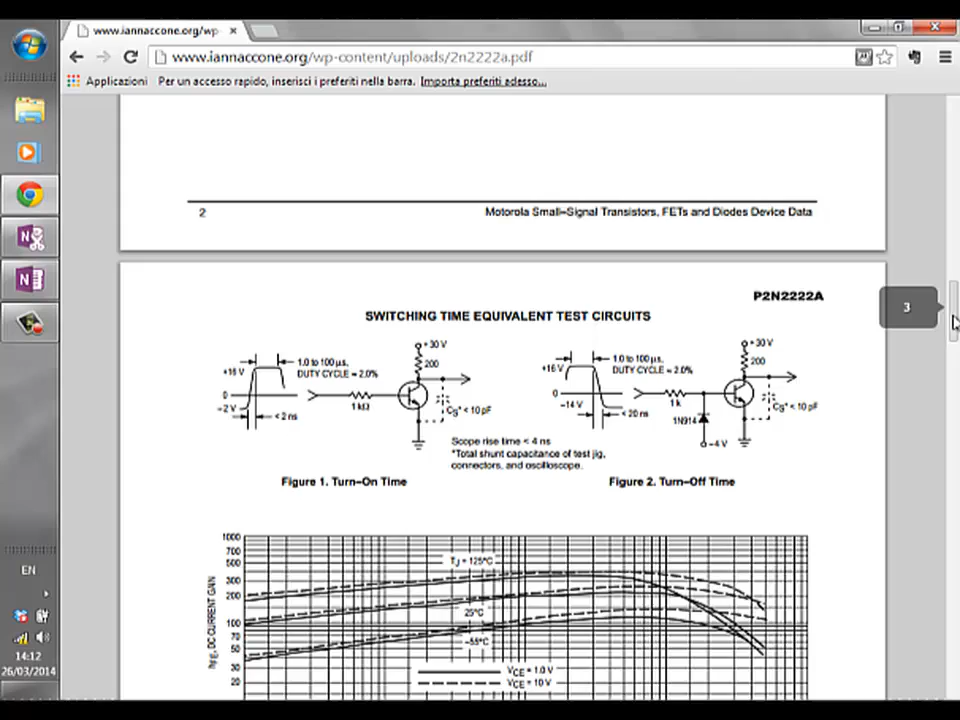 www.iannaccone.org/wp-
www.iannaccone.org/wp-content/uploads/2n2222a.pdf
Applicazioni Per un accesso rapido, inserisci i preferiti nella barra. Importa preferiti adesso...
2 Motorola Small–Signal Transistors, FETs and Diodes Device Data
P2N2222A
3
SWITCHING TIME EQUIVALENT TEST CIRCUITS
+16 V
0
–2 V
1.0 to 100 µs,
DUTY CYCLE ≈ 2.0%
< 2 ns
1 kΩ
+30 V
200
CS* < 10 pF
+16 V
0
–14 V
1.0 to 100 µs,
DUTY CYCLE ≈ 2.0%
< 20 ns
1 k
1N914
–4 V
+30 V
200
CS* < 10 pF
Scope rise time < 4 ns
*Total shunt capacitance of test jig,
connectors, and oscilloscope.
Figure 1. Turn–On Time
Figure 2. Turn–Off Time
hFE, DC CURRENT GAIN
1000
700
500
300
200
100
70
50
30
20
TJ = 125°C
25°C
–55°C
VCE = 1.0 V
VCE = 10 V
EN
14:12
26/03/2014